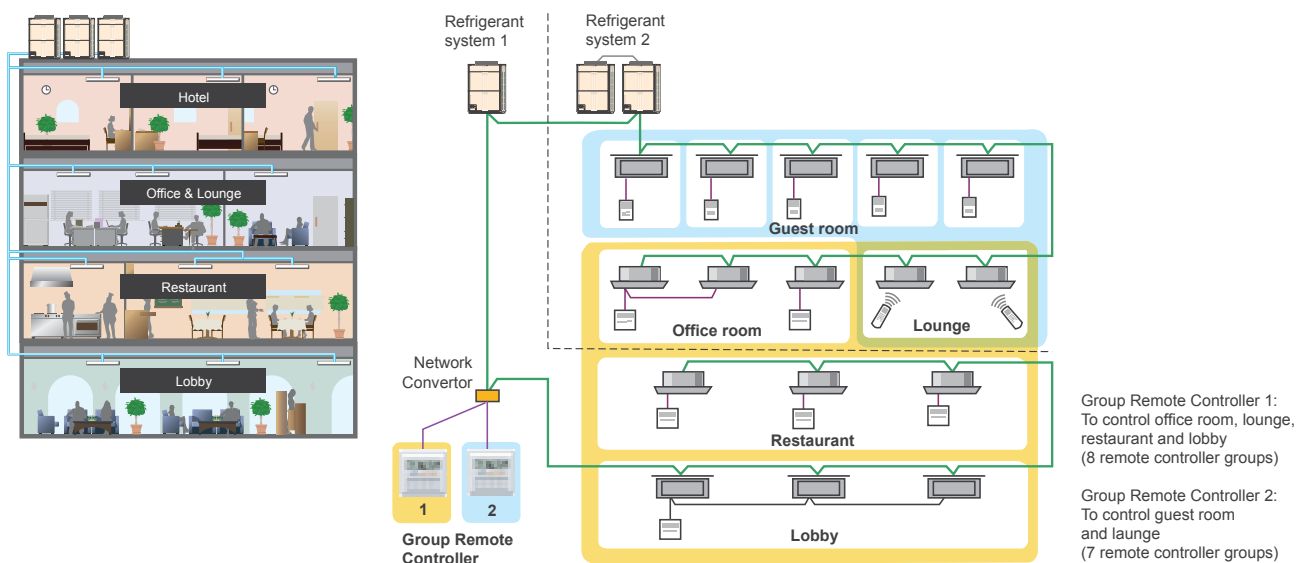 Hotel
Office & Lounge
Restaurant
Lobby
Refrigerant
system 1
Refrigerant
system 2
Guest room
Office room
Lounge
Network
Convertor
Restaurant
Lobby
1
2
Group Remote
Controller
Group Remote Controller 1:
To control office room, lounge,
restaurant and lobby
(8 remote controller groups)
Group Remote Controller 2:
To control guest room
and launge
(7 remote controller groups)